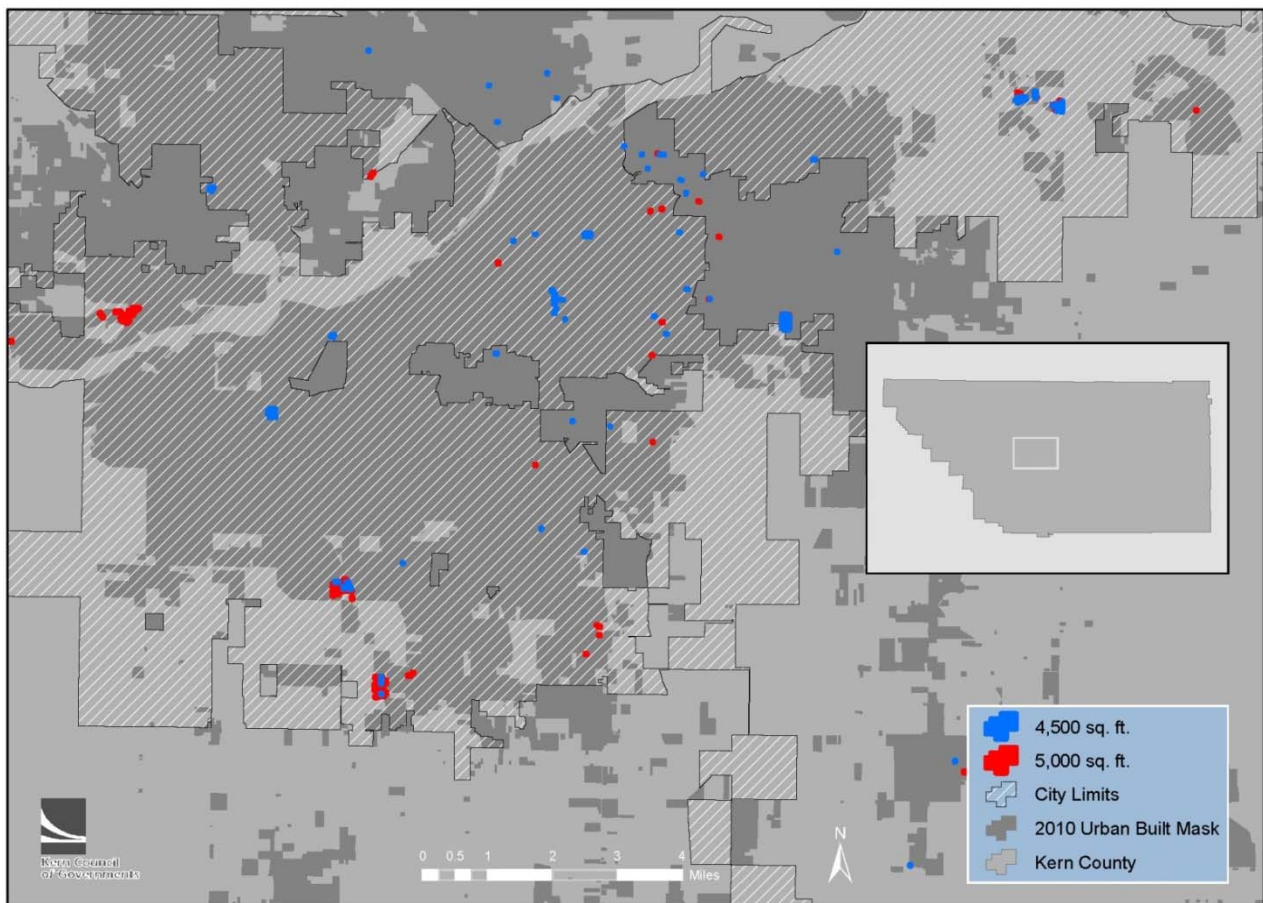 4,500 sq. ft.
5,000 sq. ft.
City Limits
2010 Urban Built Mask
Kern County
Kern Council
of Governments
0 0.5 1 2 3 4
Miles
N